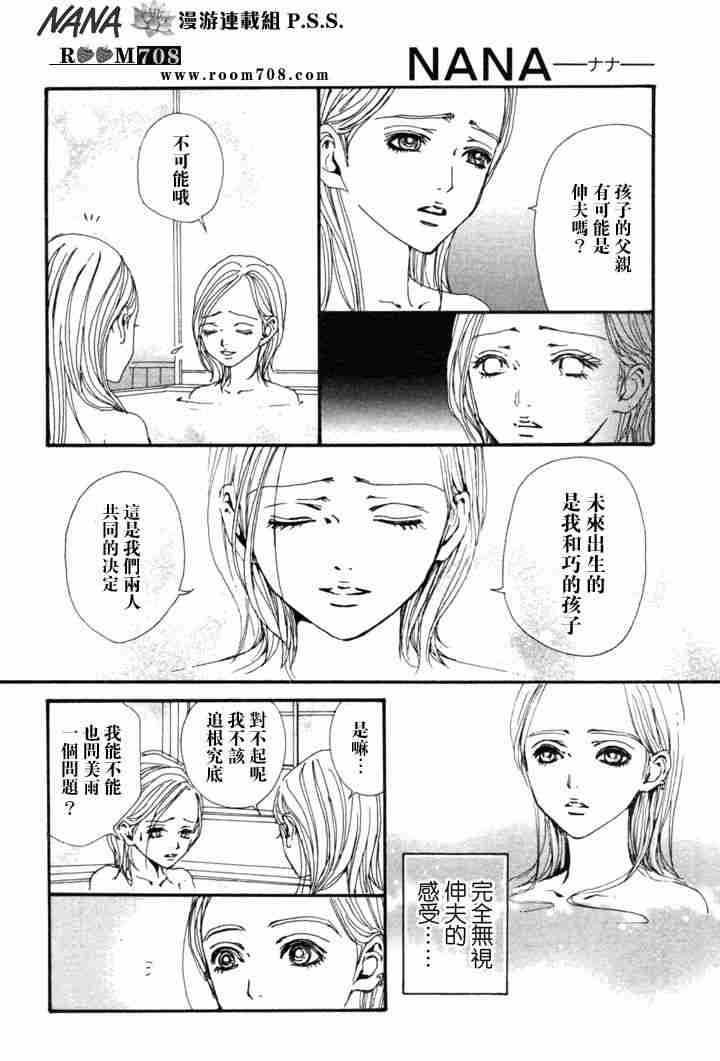 NANA 漫游連載組 P.S.S.
ROOM708
www.room708.com
NANA—ナナ—
孩子的父親
有可能是
伸夫嗎？
不可能哦
未來出生的
是我和巧的孩子
這是我們兩人
共同的決定
完全無視
伸夫的
感受……
是嘛…
對不起呢
我不該
追根究底
我能不能
也問美雨
一個問題？